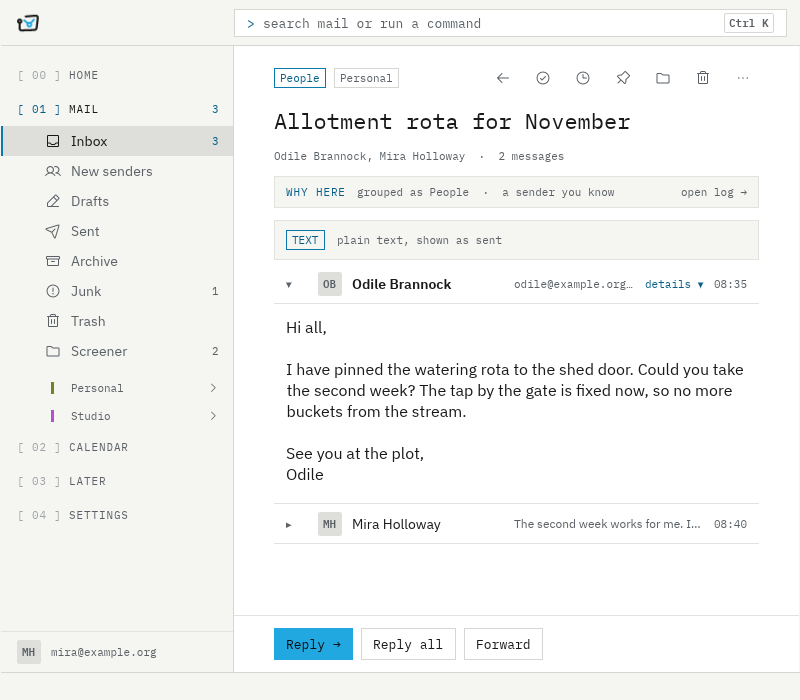 > search mail or run a command
Ctrl K
[ 00 ] HOME
[ 01 ] MAIL 3
Inbox 3
New senders
Drafts
Sent
Archive
Junk 1
Trash
Screener 2
Personal
Studio
[ 02 ] CALENDAR
[ 03 ] LATER
[ 04 ] SETTINGS
MH mira@example.org
People Personal
Allotment rota for November
Odile Brannock, Mira Holloway · 2 messages
WHY HERE grouped as People · a sender you know open log →
TEXT plain text, shown as sent
▾ OB Odile Brannock odile@example.org… details ▾ 08:35
Hi all,
I have pinned the watering rota to the shed door. Could you take
the second week? The tap by the gate is fixed now, so no more
buckets from the stream.
See you at the plot,
Odile
▸ MH Mira Holloway The second week works for me. I… 08:40
Reply → Reply all Forward